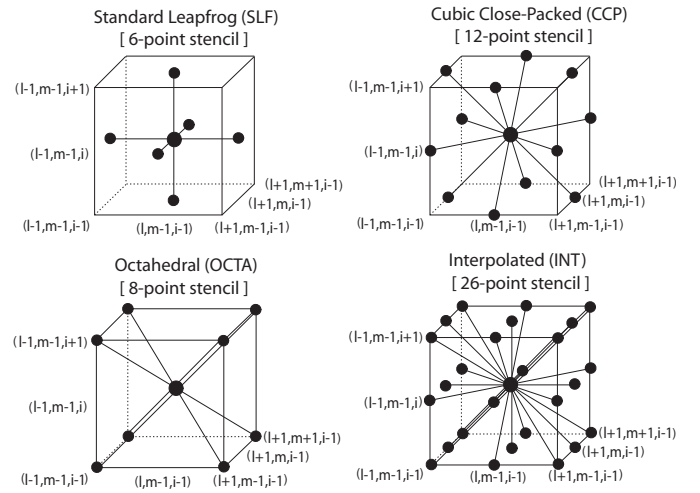 Standard Leapfrog (SLF)
[ 6-point stencil ]
(l-1,m-1,i+1)
(l-1,m-1,i)
(l-1,m-1,i-1)
(l,m-1,i-1)
(l+1,m-1,i-1)
(l+1,m,i-1)
(l+1,m+1,i-1)
Cubic Close-Packed (CCP)
[ 12-point stencil ]
(l-1,m-1,i+1)
(l-1,m-1,i)
(l-1,m-1,i-1)
(l,m-1,i-1)
(l+1,m-1,i-1)
(l+1,m,i-1)
(l+1,m+1,i-1)
Octahedral (OCTA)
[ 8-point stencil ]
(l-1,m-1,i+1)
(l-1,m-1,i)
(l-1,m-1,i-1)
(l,m-1,i-1)
(l+1,m-1,i-1)
(l+1,m,i-1)
(l+1,m+1,i-1)
Interpolated (INT)
[ 26-point stencil ]
(l-1,m-1,i+1)
(l-1,m-1,i)
(l-1,m-1,i-1)
(l,m-1,i-1)
(l+1,m-1,i-1)
(l+1,m,i-1)
(l+1,m+1,i-1)